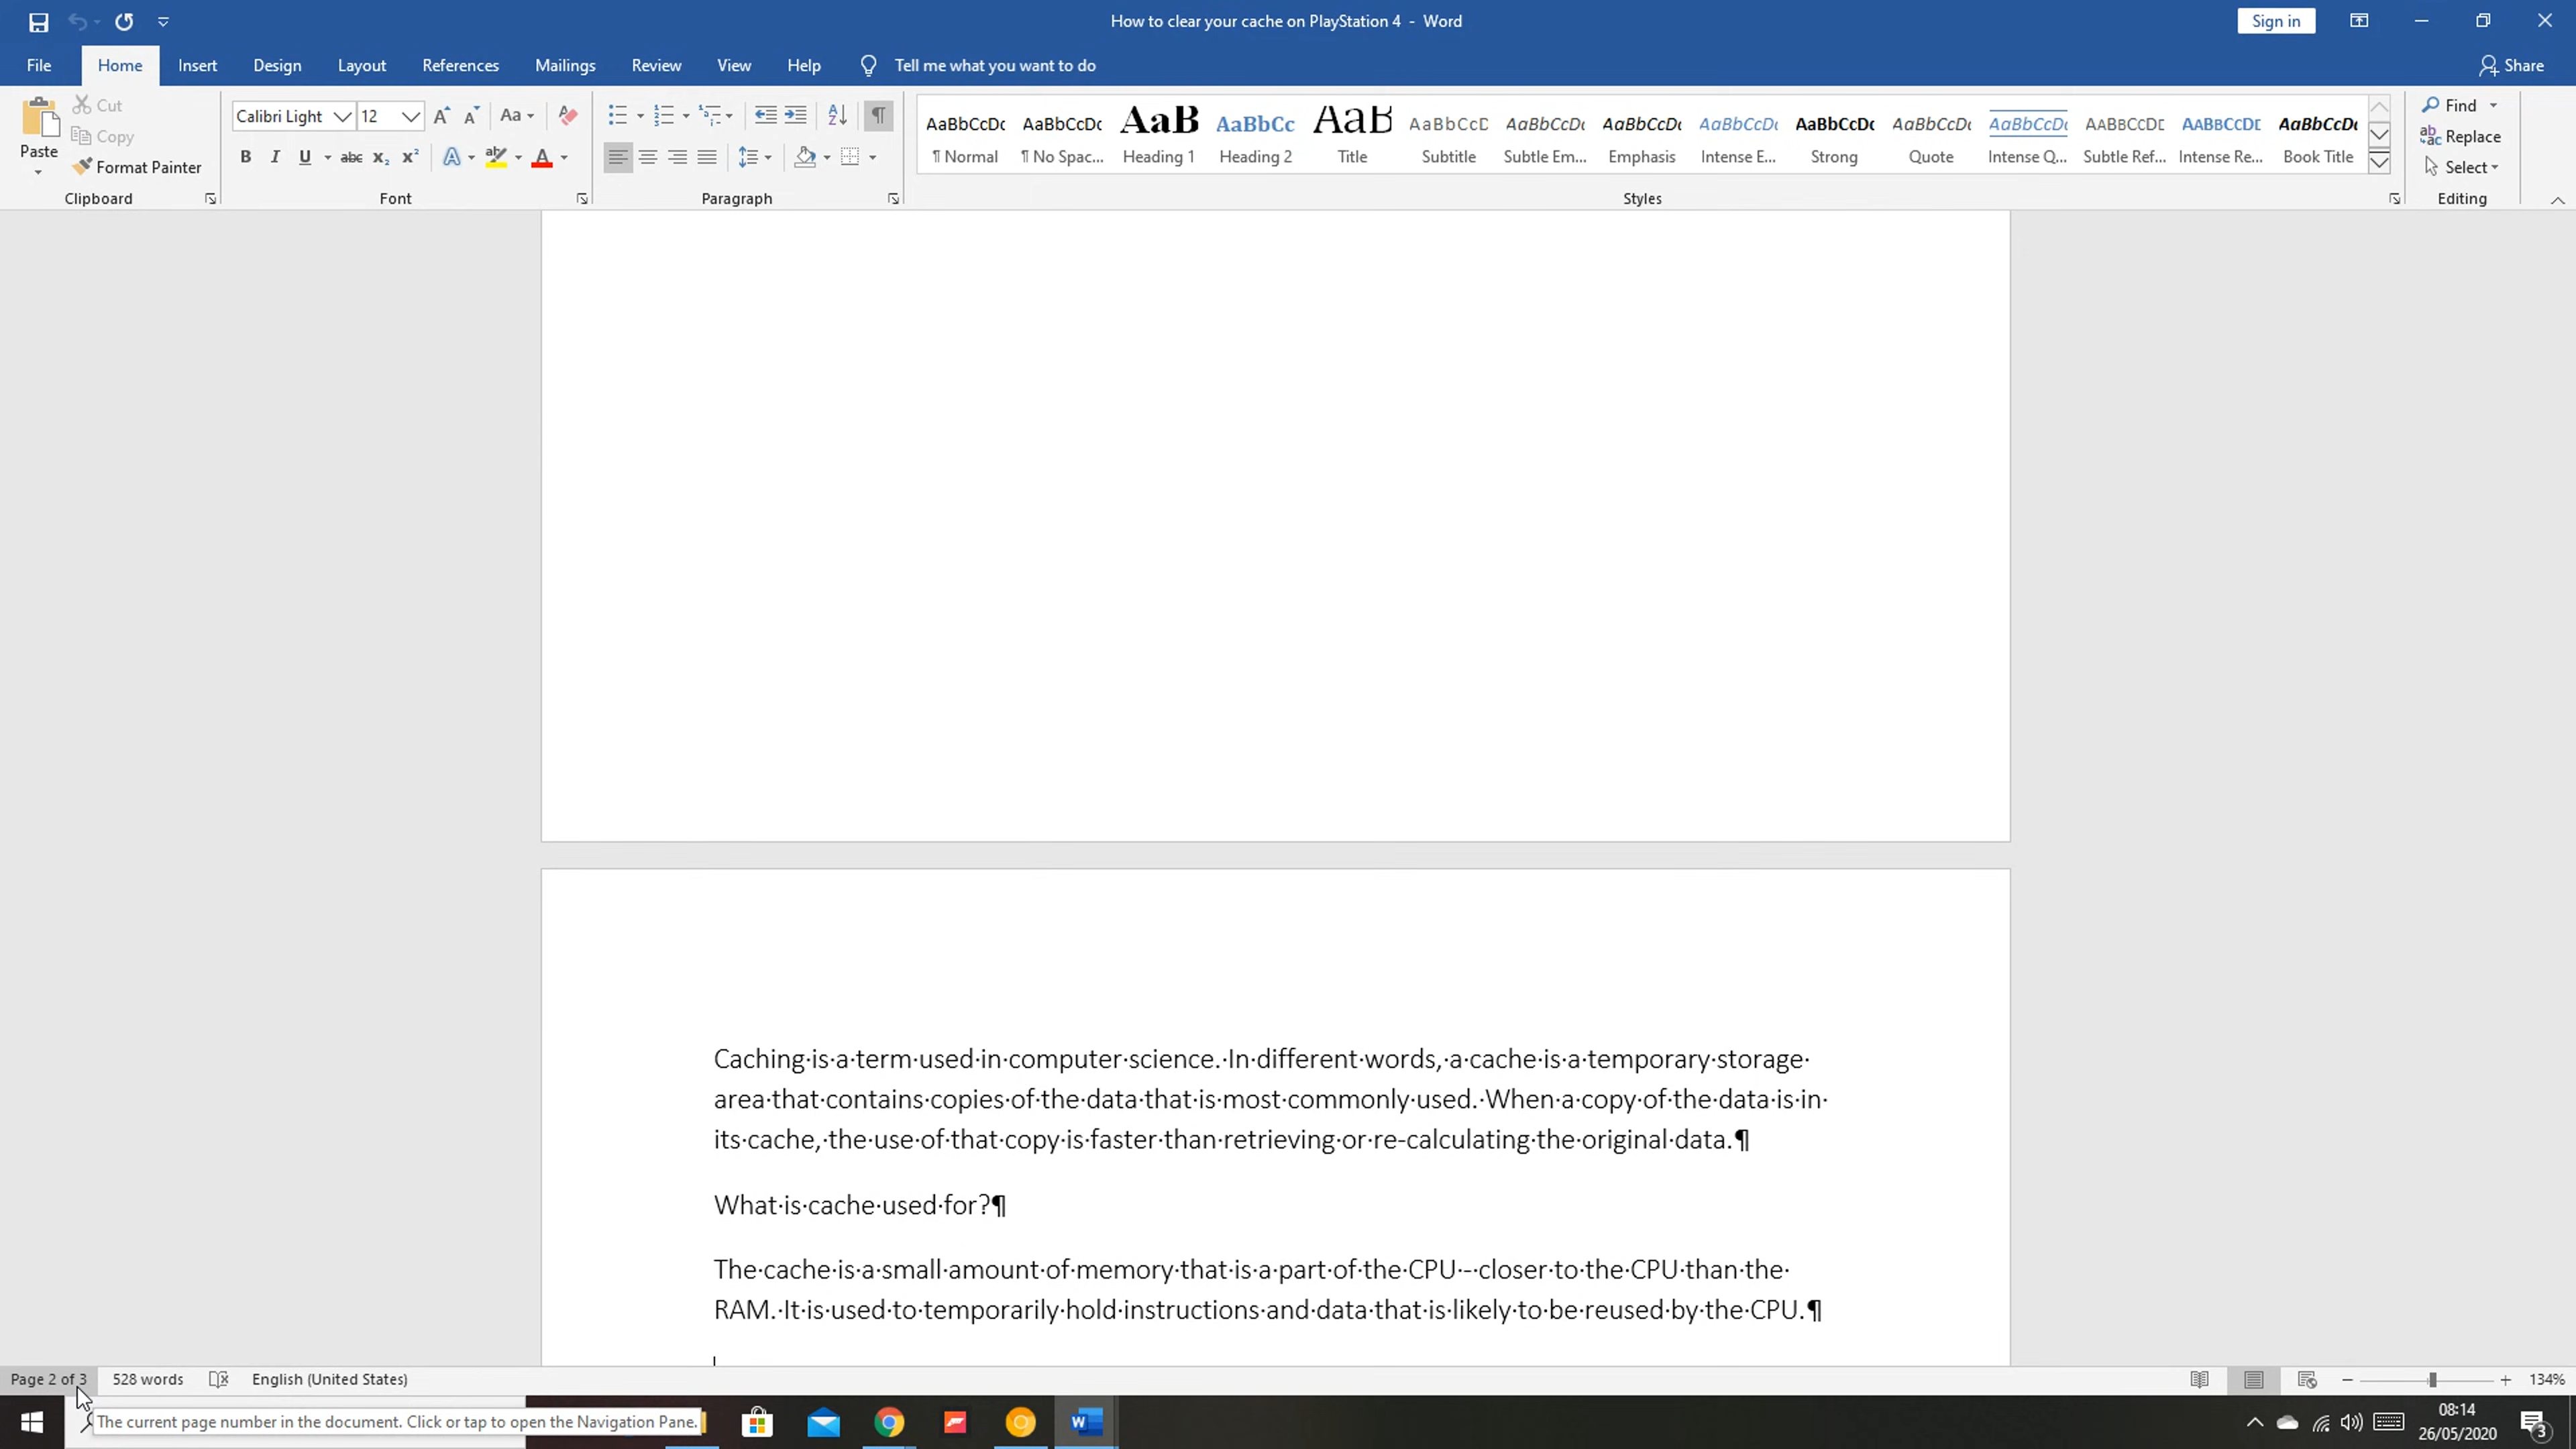 How to clear your cache on PlayStation 4 - Word
Sign in
File Home Insert Design Layout References Mailings Review View Help Tell me what you want to do Share
Paste
Cut
Copy
Format Painter
Clipboard
Calibri Light 12
Font
Paragraph
AaBbCcDc AaBbCcDc AaB AaBbCc AaB AaBbCcD AaBbCcDc AaBbCcDc AaBbCcDc AaBbCcDc AaBbCcDc AaBbCcDc AABBCCDE AABBCCDE AaBbCcDc
¶ Normal ¶ No Spac... Heading 1 Heading 2 Title Subtitle Subtle Em... Emphasis Intense E... Strong Quote Intense Q... Subtle Ref... Intense Re... Book Title
Styles
Find
Replace
Select
Editing
Caching·is·a·term·used·in·computer·science.·In·different·words,·a·cache·is·a·temporary·storage·
area·that·contains·copies·of·the·data·that·is·most·commonly·used.·When·a·copy·of·the·data·is·in·
its·cache,·the·use·of·that·copy·is·faster·than·retrieving·or·re-calculating·the·original·data.¶
What·is·cache·used·for?¶
The·cache·is·a·small·amount·of·memory·that·is·a·part·of·the·CPU·-·closer·to·the·CPU·than·the·
RAM.·It·is·used·to·temporarily·hold·instructions·and·data·that·is·likely·to·be·reused·by·the·CPU.¶
Page 2 of 3 528 words English (United States) 134%
The current page number in the document. Click or tap to open the Navigation Pane.
08:14
26/05/2020
3